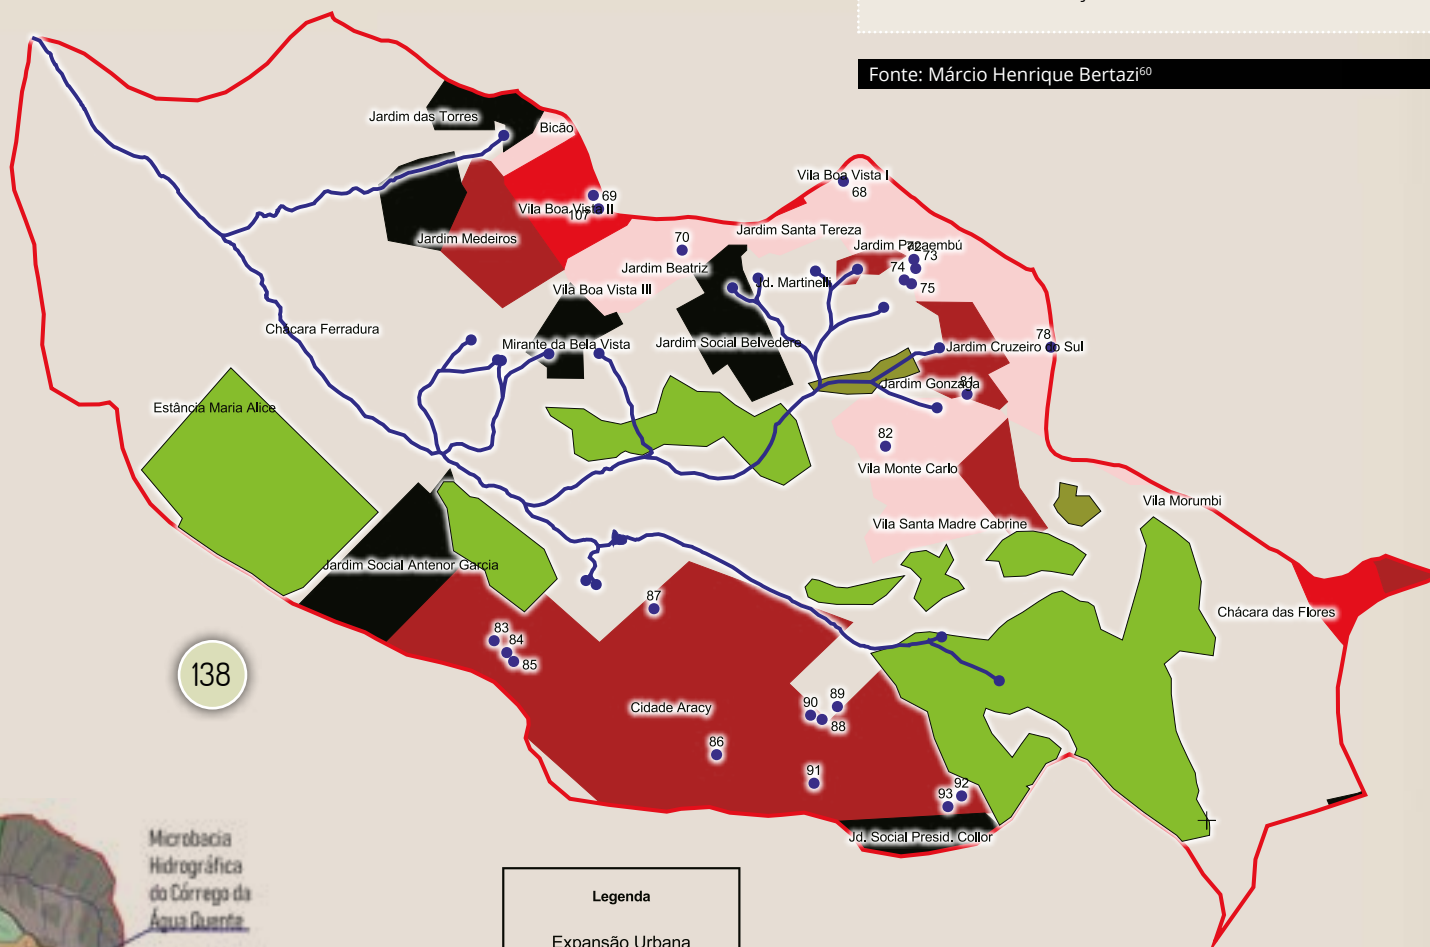 Fonte: Márcio Henrique Bertazi60
Jardim das Torres
Bicão
Vila Boa Vista I
68
69
Vila Boa Vista II
107
Jardim Medeiros
70
Jardim Santa Tereza
Jardim Pacaembú
72
73
74
75
Jardim Beatriz
Jd. Martinelli
Vila Boa Vista III
Chácara Ferradura
Mirante da Bela Vista
Jardim Social Belvedere
78
Jardim Cruzeiro do Sul
Jardim Gonzaga
81
Estância Maria Alice
82
Vila Monte Carlo
Vila Morumbi
Vila Santa Madre Cabrine
Jardim Social Antenor Garcia
87
Chácara das Flores
83
84
85
138
Cidade Aracy
90
89
88
86
91
92
93
Jd. Social Presid. Collor
Microbacia
Hidrográfica
do Córrego da
Água Quente
Legenda
Expansão Urbana